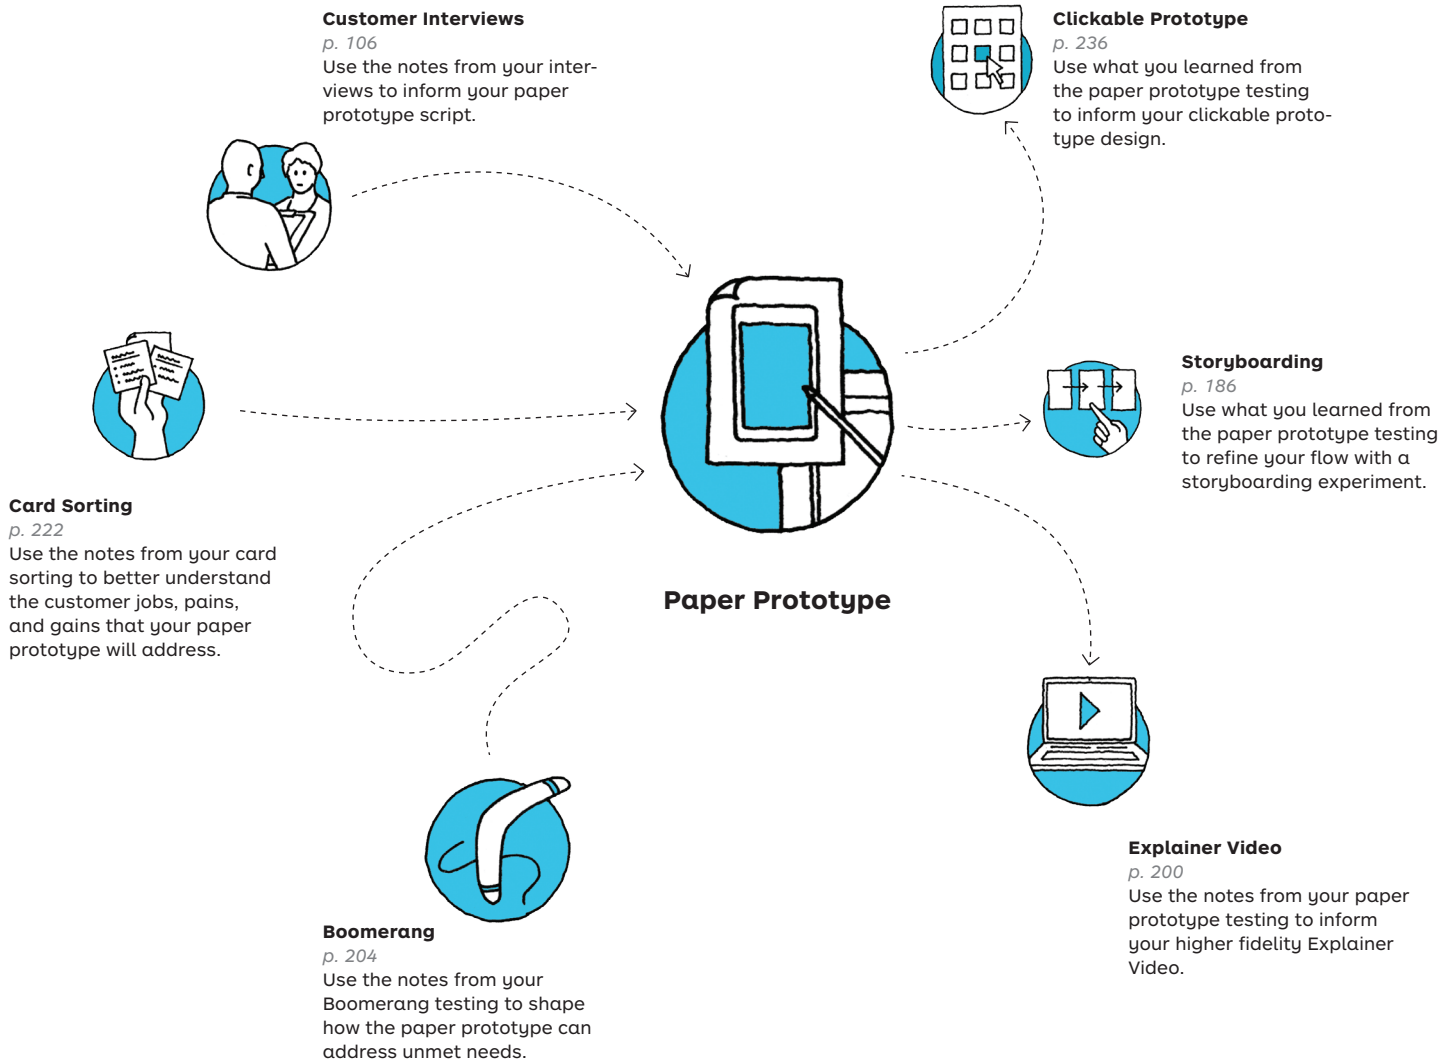 Customer Interviews
p. 106
Use the notes from your inter-
views to inform your paper
prototype script.
Clickable Prototype
p. 236
Use what you learned from
the paper prototype testing
to inform your clickable proto-
type design.
Storyboarding
p. 186
Use what you learned from
the paper prototype testing
to refine your flow with a
storyboarding experiment.
Card Sorting
p. 222
Use the notes from your card
sorting to better understand
the customer jobs, pains,
and gains that your paper
prototype will address.
Paper Prototype
Explainer Video
p. 200
Use the notes from your paper
prototype testing to inform
your higher fidelity Explainer
Video.
Boomerang
p. 204
Use the notes from your
Boomerang testing to shape
how the paper prototype can
address unmet needs.